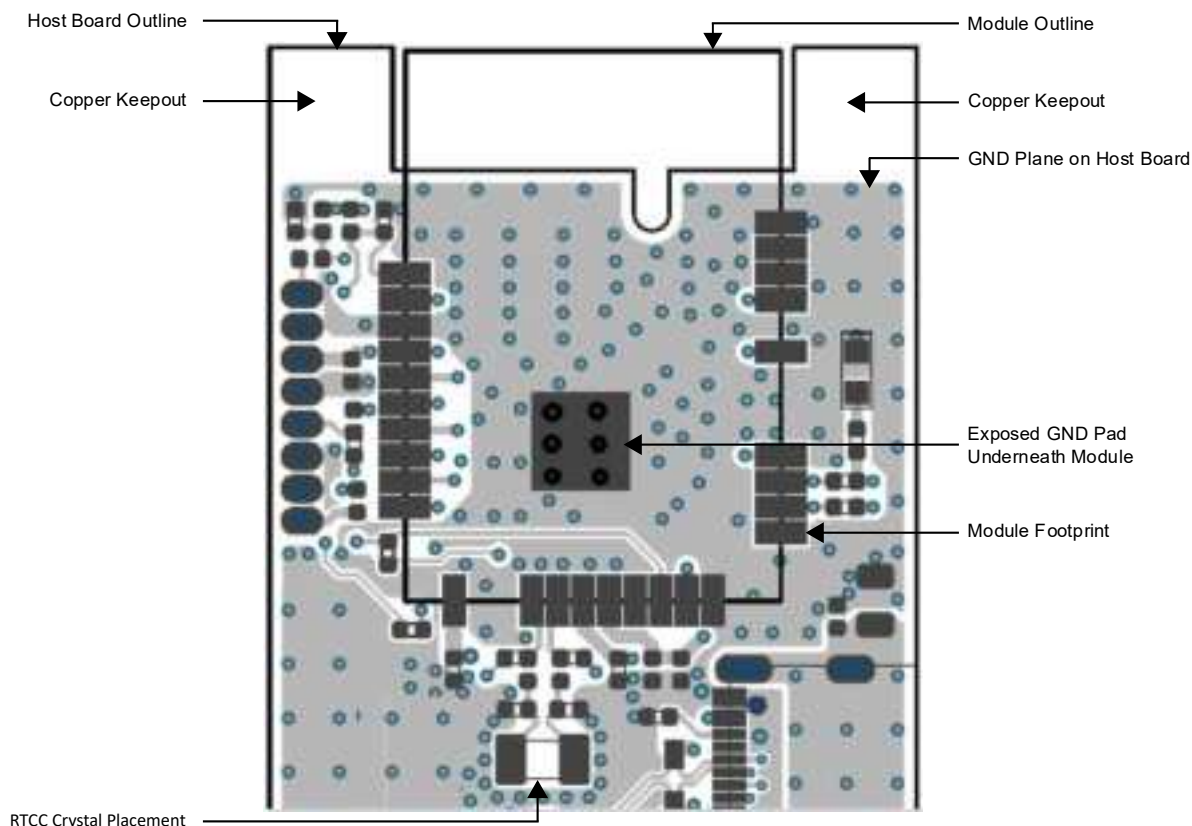 Host Board Outline
Module Outline
Copper Keepout
Copper Keepout
GND Plane on Host Board
Exposed GND Pad
Underneath Module
Module Footprint
RTCC Crystal Placement